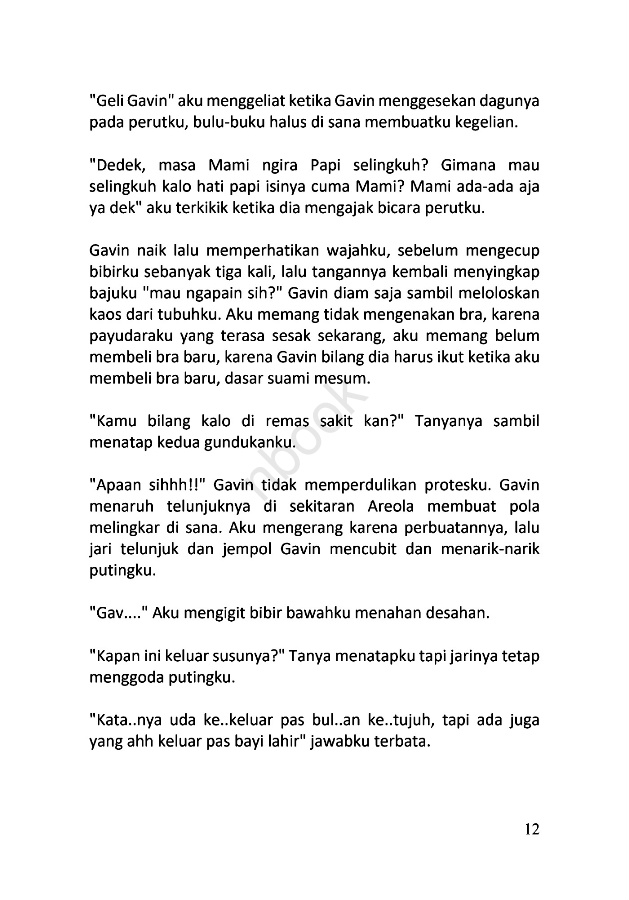 "Geli Gavin" aku menggeliat ketika Gavin menggesekan dagunya
pada perutku, bulu-buku halus di sana membuatku kegelian.
"Dedek, masa Mami ngira Papi selingkuh? Gimana mau
selingkuh kalo hati papi isinya cuma Mami? Mami ada-ada aja
ya dek" aku terkikik ketika dia mengajak bicara perutku.
Gavin naik lalu memperhatikan wajahku, sebelum mengecup
bibirku sebanyak tiga kali, lalu tangannya kembali menyingkap
bajuku "mau ngapain sih?" Gavin diam saja sambil meloloskan
kaos dari tubuhku. Aku memang tidak mengenakan bra, karena
payudaraku yang terasa sesak sekarang, aku memang belum
membeli bra baru, karena Gavin bilang dia harus ikut ketika aku
membeli bra baru, dasar suami mesum.
"Kamu bilang kalo di remas sakit kan?" Tanyanya sambil
menatap kedua gundukanku.
"Apaan sihhh!!" Gavin tidak memperdulikan protesku. Gavin
menaruh telunjuknya di sekitaran Areola membuat pola
melingkar di sana. Aku mengerang karena perbuatannya, lalu
jari telunjuk dan jempol Gavin mencubit dan menarik-narik
putingku.
"Gav...." Aku mengigit bibir bawahku menahan desahan.
"Kapan ini keluar susunya?" Tanya menatapku tapi jarinya tetap
menggoda putingku.
"Kata..nya uda ke..keluar pas bul..an ke..tujuh, tapi ada juga
yang ahh keluar pas bayi lahir" jawabku terbata.
nbook
12